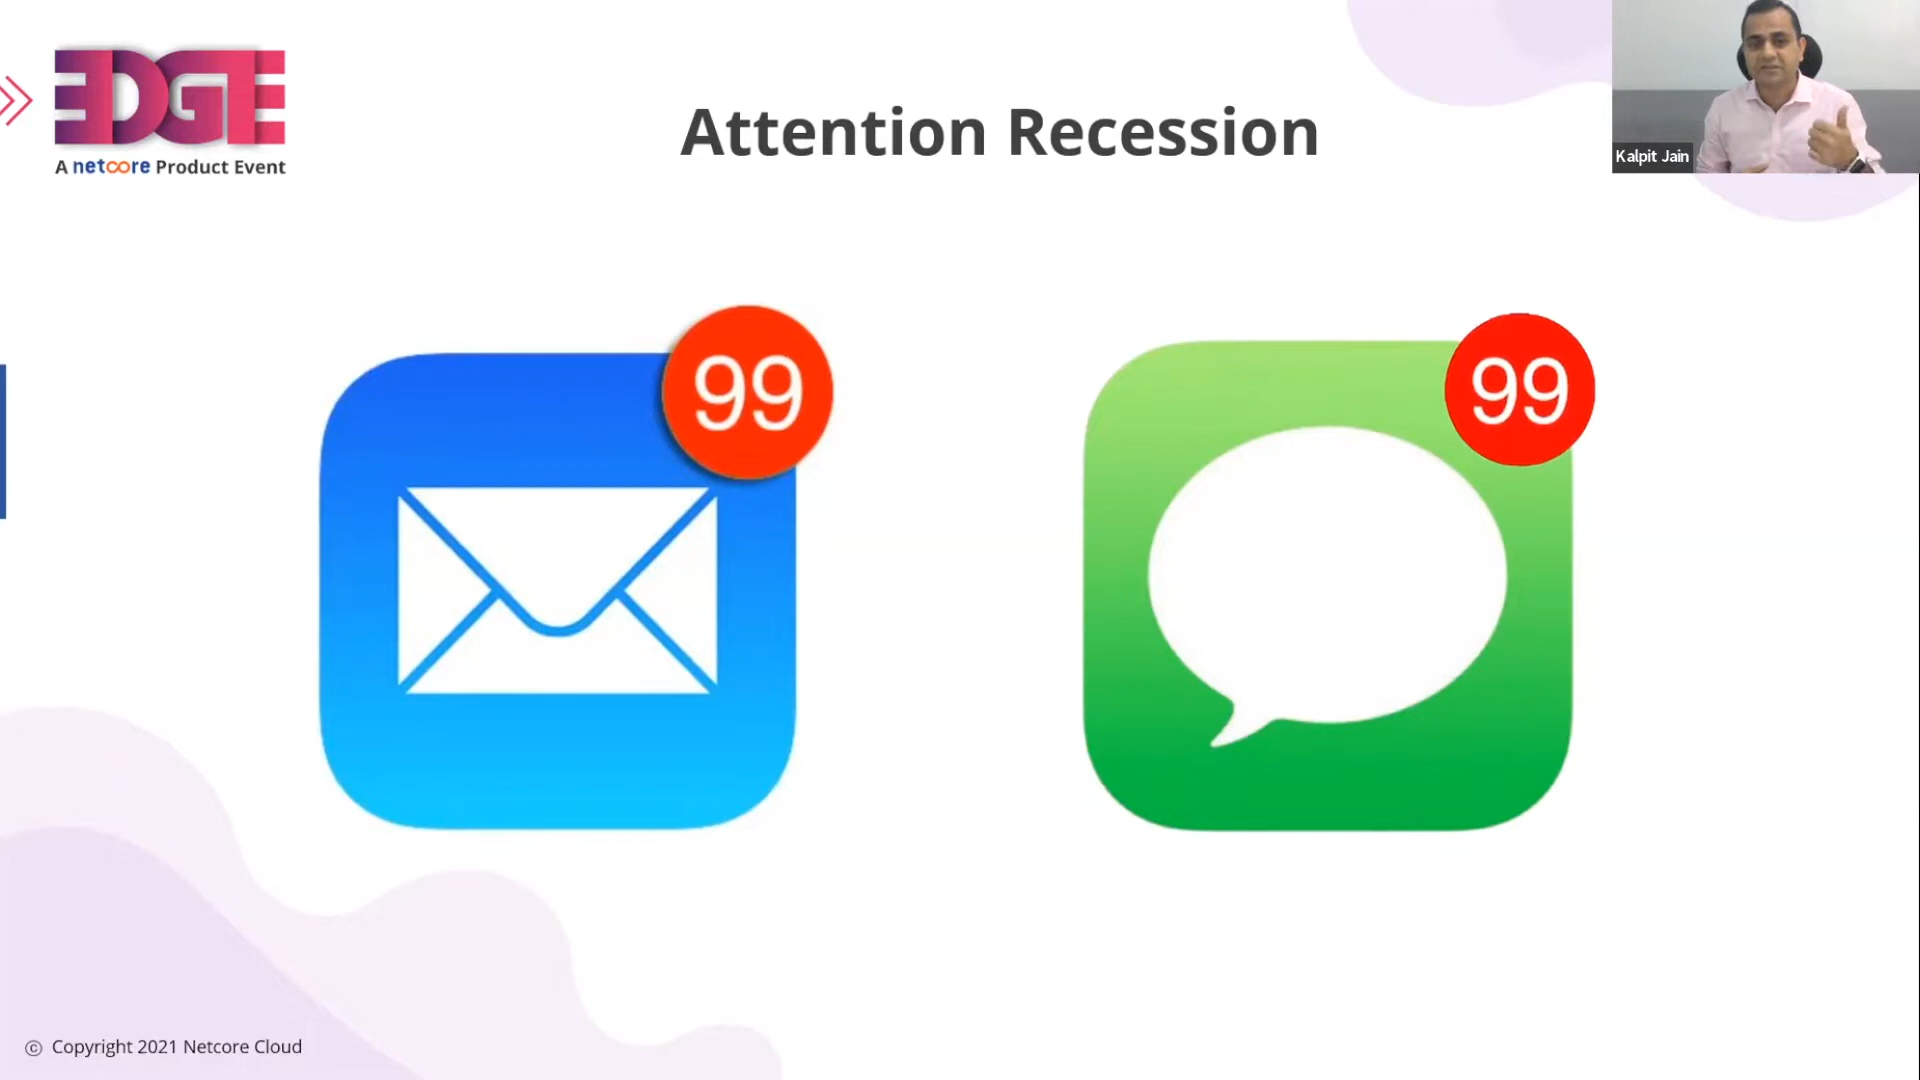 EDGE
A netcore Product Event
Attention Recession
Kalpit Jain
99
99
© Copyright 2021 Netcore Cloud